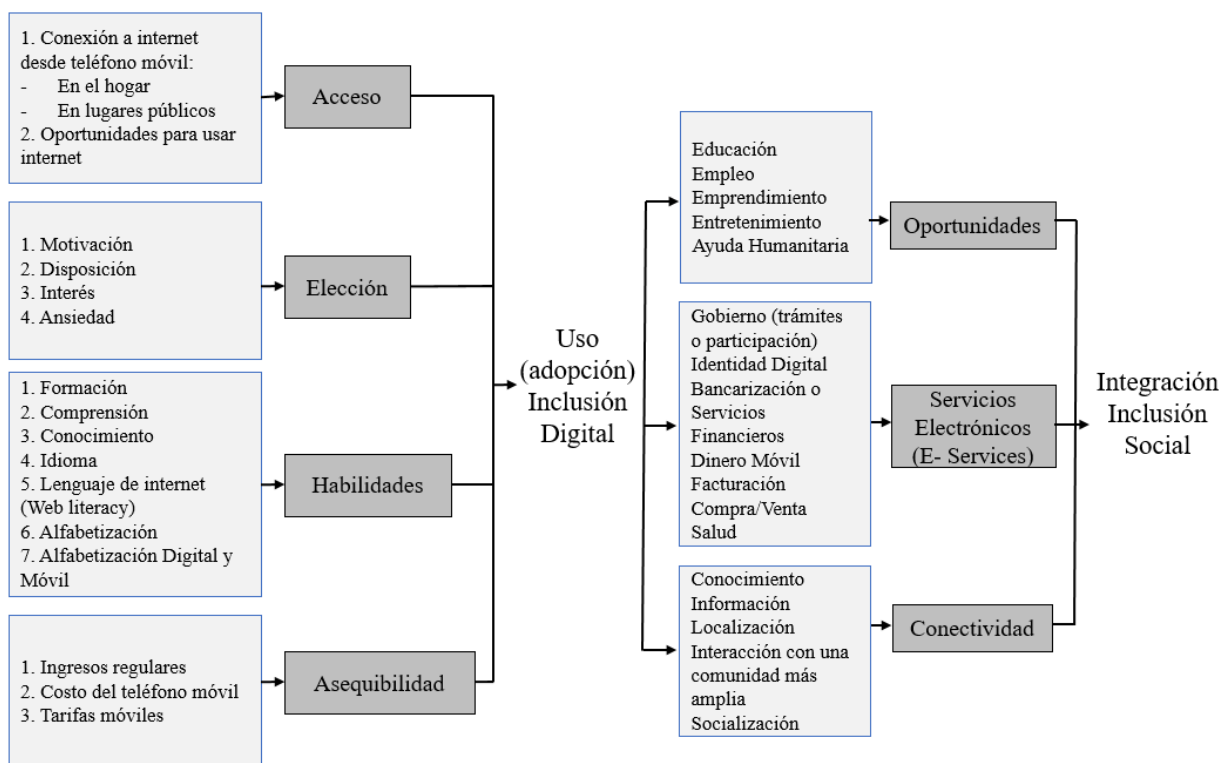 1. Conexión a internet
desde teléfono móvil:
- En el hogar
- En lugares públicos
2. Oportunidades para usar
internet
Acceso
1. Motivación
2. Disposición
3. Interés
4. Ansiedad
Elección
1. Formación
2. Comprensión
3. Conocimiento
4. Idioma
5. Lenguaje de internet
(Web literacy)
6. Alfabetización
7. Alfabetización Digital y
Móvil
Habilidades
1. Ingresos regulares
2. Costo del teléfono móvil
3. Tarifas móviles
Asequibilidad
Uso
(adopción)
Inclusión
Digital
Educación
Empleo
Emprendimiento
Entretenimiento
Ayuda Humanitaria
Oportunidades
Gobierno (trámites
o participación)
Identidad Digital
Bancarización o
Servicios
Financieros
Dinero Móvil
Facturación
Compra/Venta
Salud
Servicios
Electrónicos
(E- Services)
Conocimiento
Información
Localización
Interacción con una
comunidad más
amplia
Socialización
Conectividad
Integración
Inclusión
Social